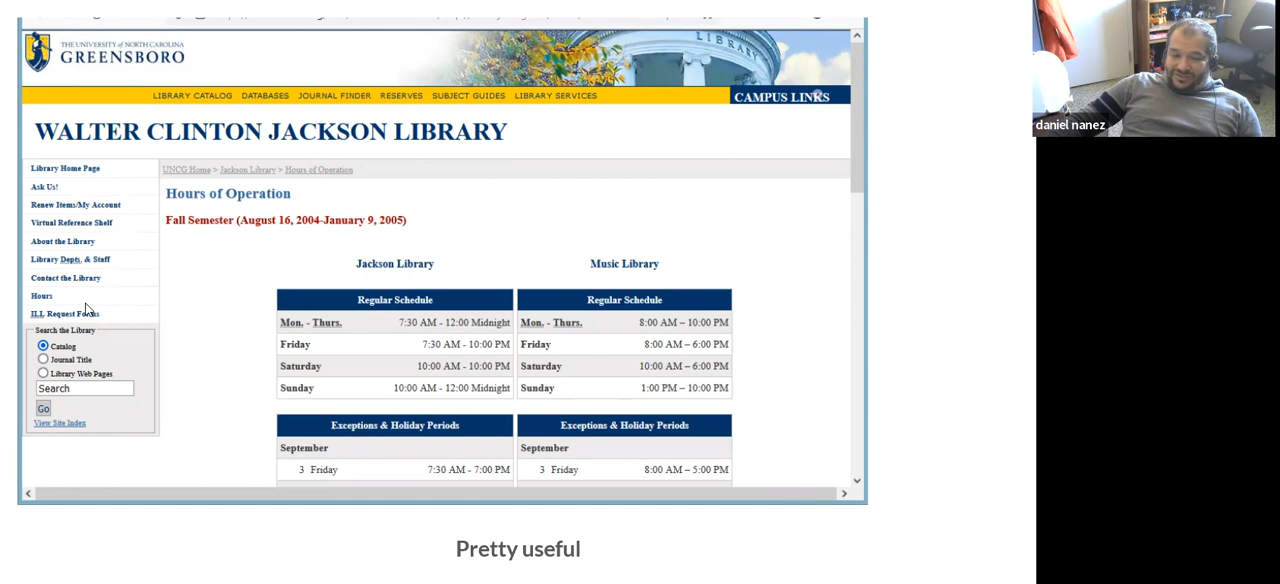 THE UNIVERSITY of NORTH CAROLINA
GREENSBORO
LIBRARY
LIBRARY CATALOG DATABASES JOURNAL FINDER RESERVES SUBJECT GUIDES LIBRARY SERVICES
CAMPUS LINKS
WALTER CLINTON JACKSON LIBRARY
Library Home Page
Ask Us!
Renew Items/My Account
Virtual Reference Shelf
About the Library
Library Depts. & Staff
Contact the Library
Hours
ILL Request Forms
Search the Library
Catalog
Journal Title
Library Web Pages
Search
Go
View Site Index
UNCG Home > Jackson Library > Hours of Operation
Hours of Operation
Fall Semester (August 16, 2004-January 9, 2005)
Jackson Library
Regular Schedule
Mon. - Thurs. 7:30 AM - 12:00 Midnight
Friday 7:30 AM - 10:00 PM
Saturday 10:00 AM - 10:00 PM
Sunday 10:00 AM - 12:00 Midnight
Exceptions & Holiday Periods
September
3 Friday 7:30 AM - 7:00 PM
Music Library
Regular Schedule
Mon. - Thurs. 8:00 AM – 10:00 PM
Friday 8:00 AM – 6:00 PM
Saturday 10:00 AM – 6:00 PM
Sunday 1:00 PM – 10:00 PM
Exceptions & Holiday Periods
September
3 Friday 8:00 AM – 5:00 PM
Pretty useful
daniel nanez